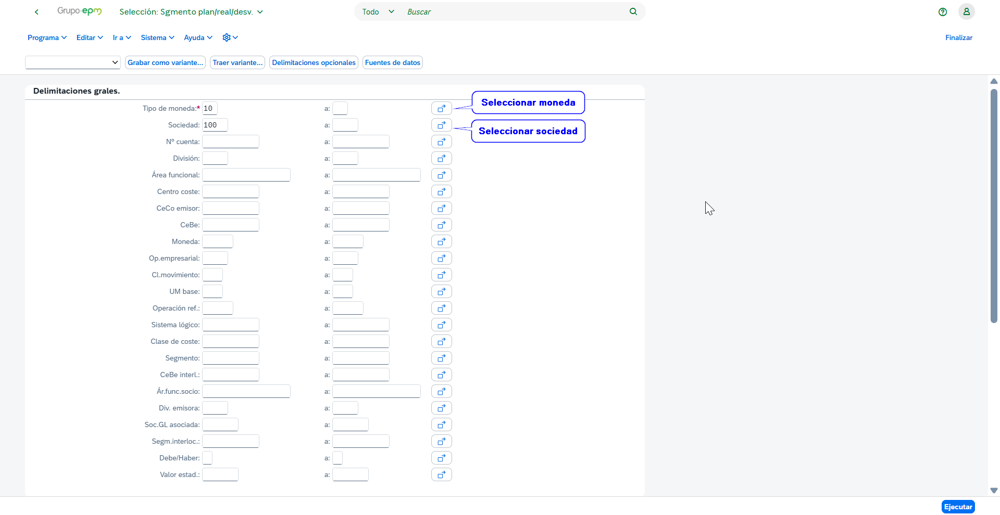 Grupo·epm
Selección: Sgmento plan/real/desv.
Todo
Buscar
Programa
Editar
Ir a
Sistema
Ayuda
Finalizar
Grabar como variante...
Traer variante...
Delimitaciones opcionales
Fuentes de datos
Delimitaciones grales.
Tipo de moneda:* 10 a:
Seleccionar moneda
Sociedad: 100 a:
Seleccionar sociedad
Nº cuenta: a:
División: a:
Área funcional: a:
Centro coste: a:
CeCo emisor: a:
CeBe: a:
Moneda: a:
Op.empresarial: a:
Cl.movimiento: a:
UM base: a:
Operación ref.: a:
Sistema lógico: a:
Clase de coste: a:
Segmento: a:
CeBe interl.: a:
Ár.func.socio: a:
Div. emisora: a:
Soc.GL asociada: a:
Segm.interloc.: a:
Debe/Haber: a:
Valor estad.: a:
Ejecutar